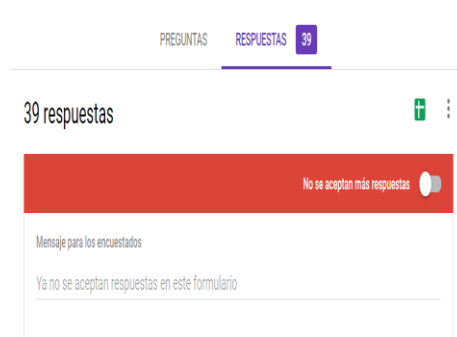 PREGUNTAS RESPUESTAS 39
39 respuestas
No se aceptan más respuestas
Mensaje para los encuestados
Ya no se aceptan respuestas en este formulario